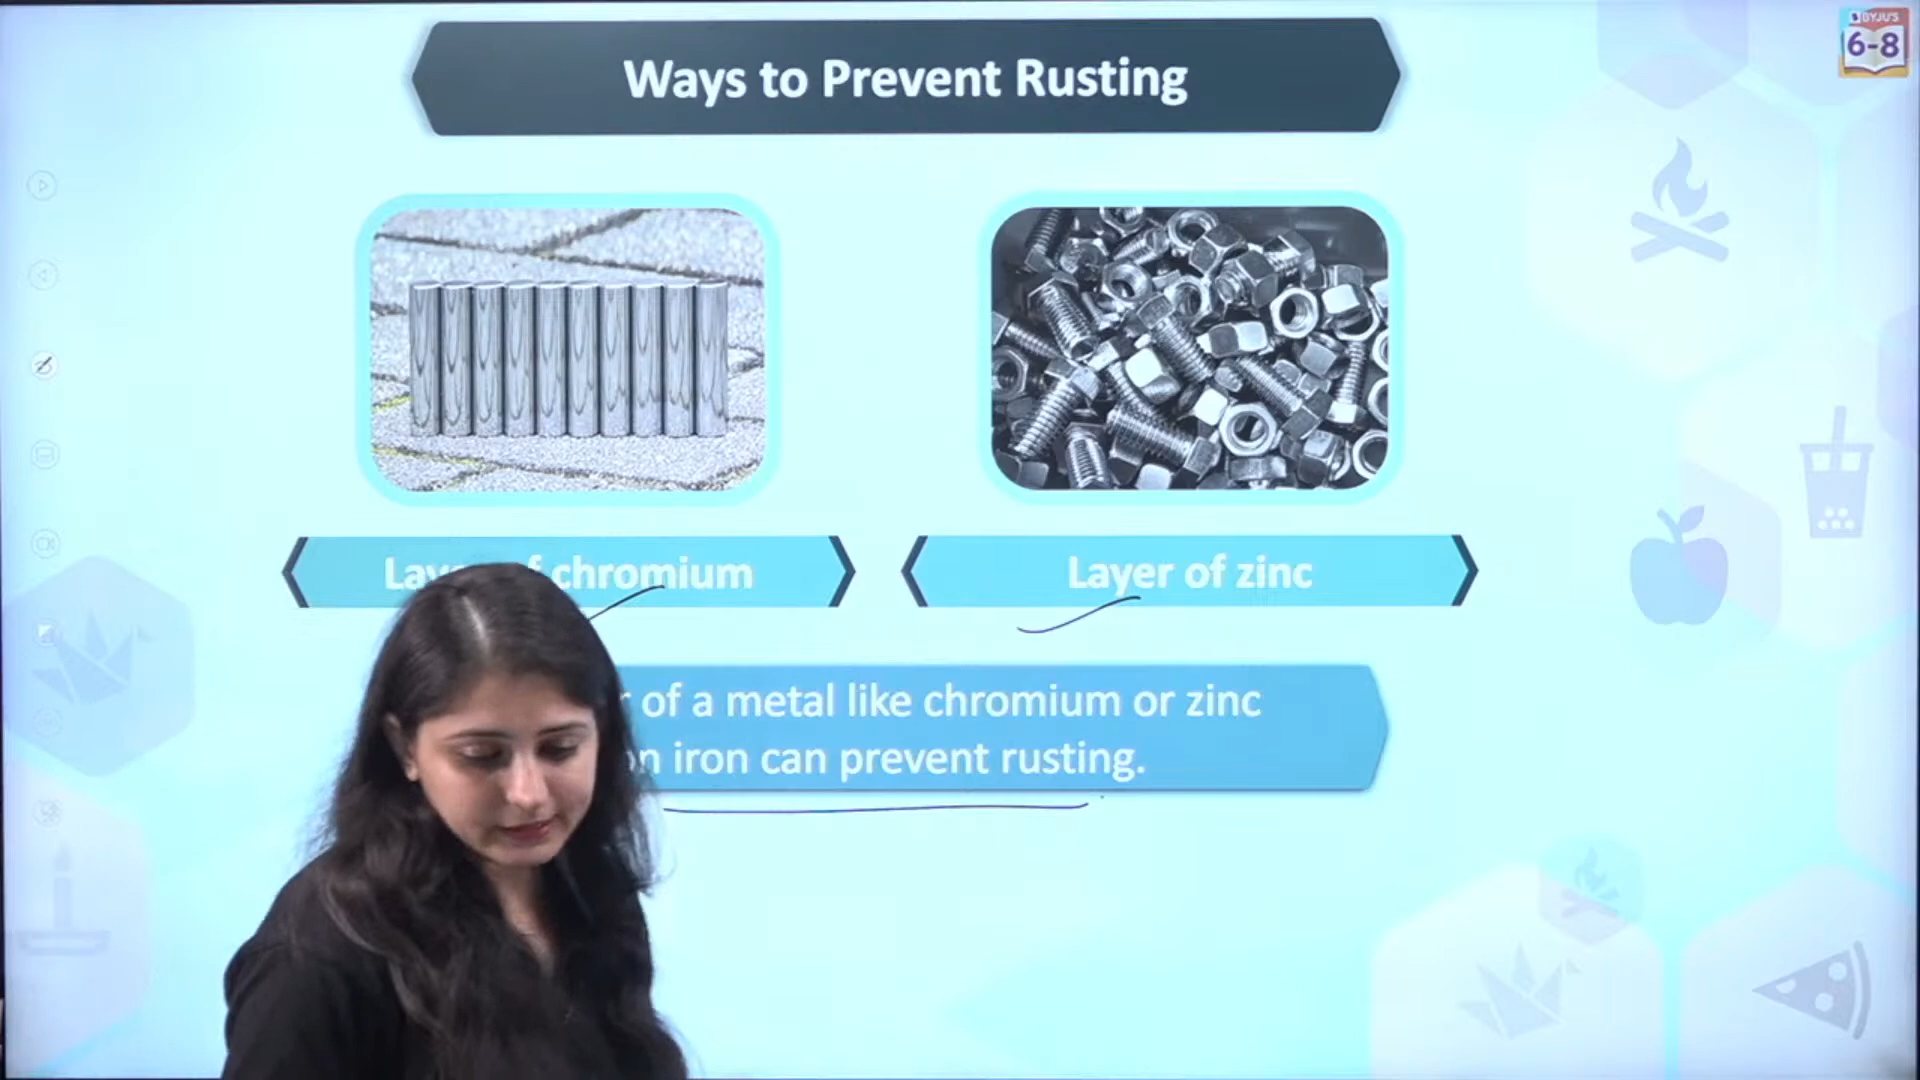 BYJU'S
6-8
Ways to Prevent Rusting
chromium
Layer of zinc
of a metal like chromium or zinc
on iron can prevent rusting.